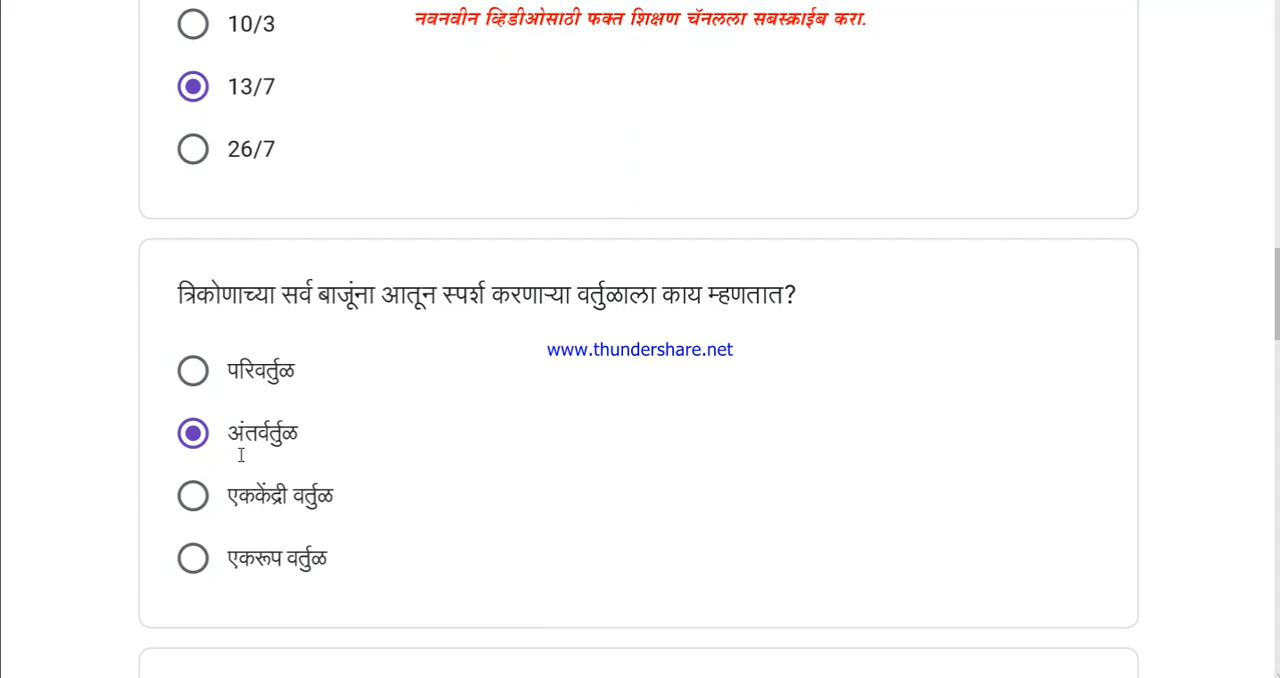 10/3
नवनवीन व्हिडीओसाठी फक्त शिक्षण चॅनलला सबस्क्राईब करा.
13/7
26/7
त्रिकोणाच्या सर्व बाजूंना आतून स्पर्श करणाऱ्या वर्तुळाला काय म्हणतात?
www.thundershare.net
परिवर्तुळ
अंतर्वर्तुळ
एककेंद्री वर्तुळ
एकरूप वर्तुळ